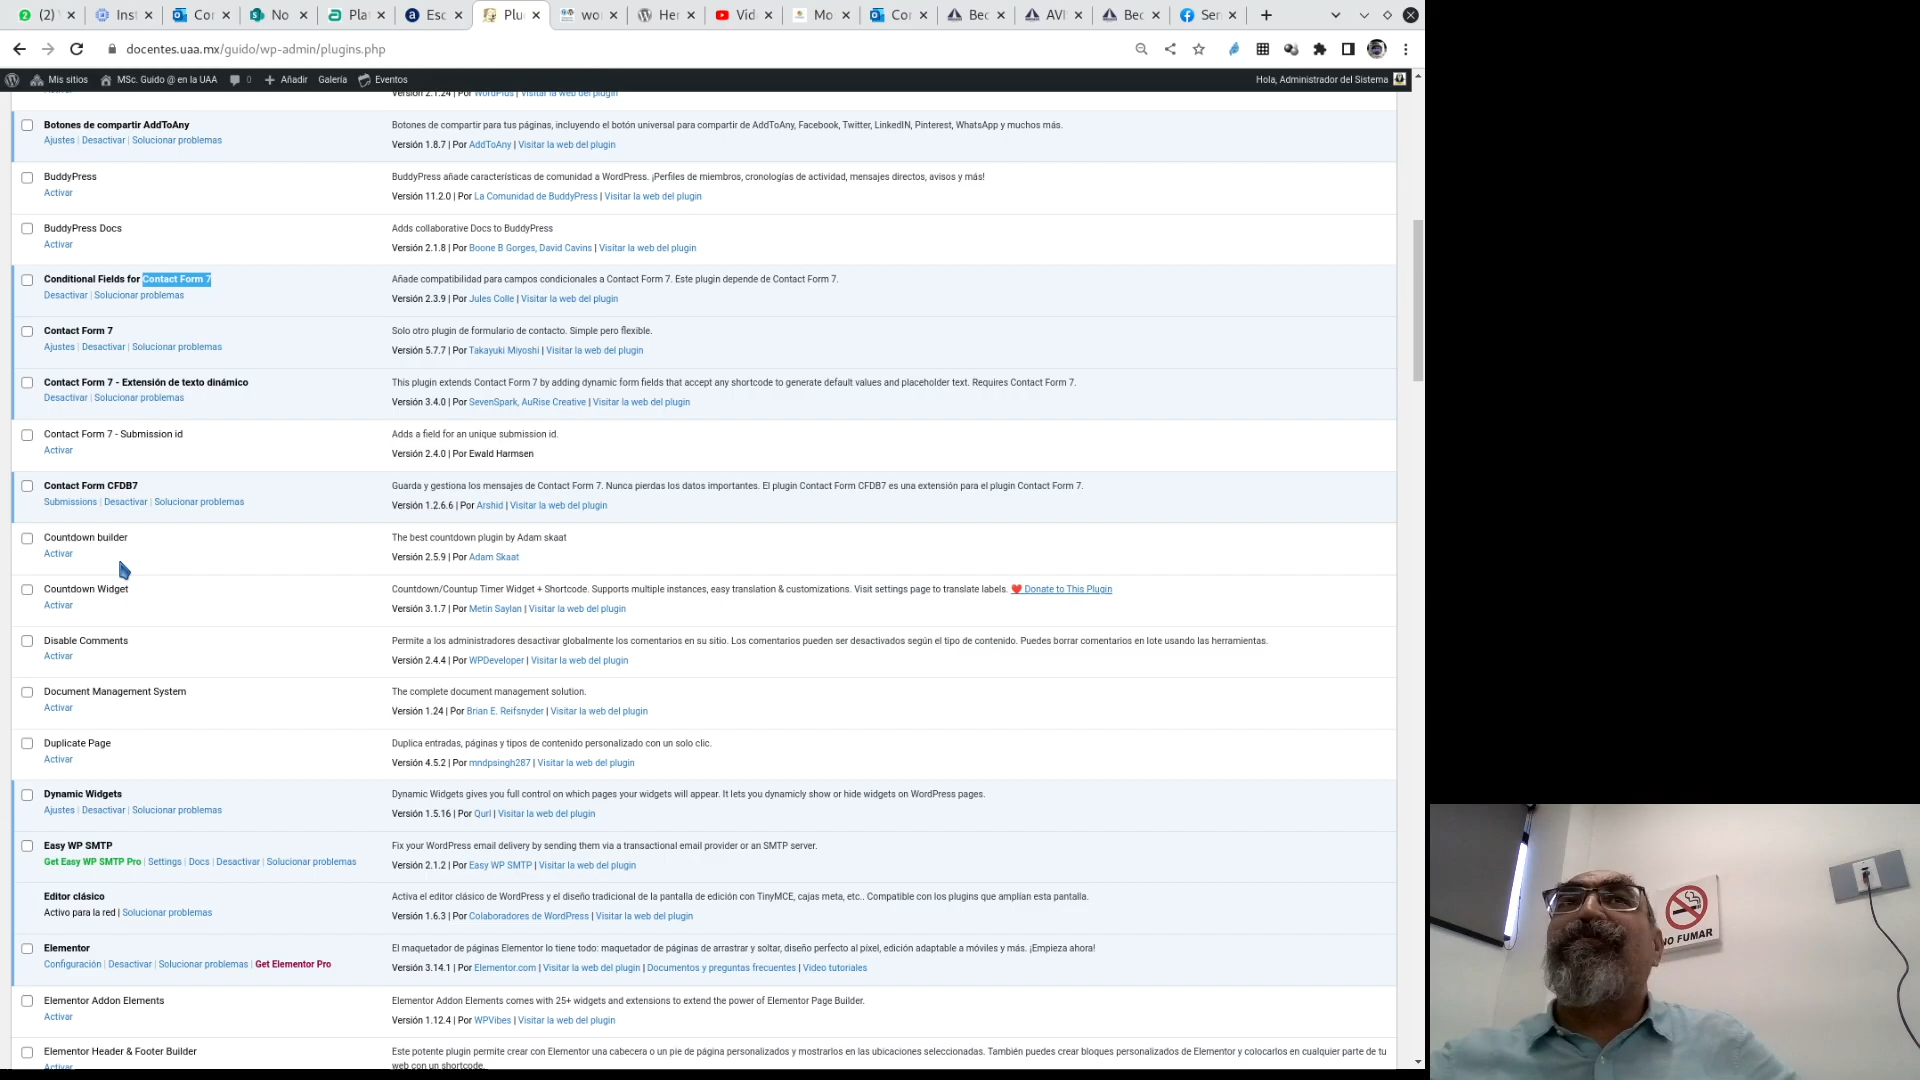 (2)
Inst
Cor
No
Pla
Esc
Plu
wo
Her
Vid
Mo
Cor
Bec
AVI
Bec
Ser
docentes.uaa.mx/guido/wp-admin/plugins.php
Mis sitios
MSc. Guido @ en la UAA
0
Añadir
Galería
Eventos
Hola, Administrador del Sistema
Activar
Versión 2.1.24 | Por WordPlus | Visitar la web del plugin
Botones de compartir AddToAny
Botones de compartir para tus páginas, incluyendo el botón universal para compartir de AddToAny, Facebook, Twitter, LinkedIN, Pinterest, WhatsApp y muchos más.
Ajustes | Desactivar | Solucionar problemas
Versión 1.8.7 | Por AddToAny | Visitar la web del plugin
BuddyPress
BuddyPress añade características de comunidad a WordPress. ¡Perfiles de miembros, cronologías de actividad, mensajes directos, avisos y más!
Activar
Versión 11.2.0 | Por La Comunidad de BuddyPress | Visitar la web del plugin
BuddyPress Docs
Adds collaborative Docs to BuddyPress
Activar
Versión 2.1.8 | Por Boone B Gorges, David Cavins | Visitar la web del plugin
Conditional Fields for Contact Form 7
Añade compatibilidad para campos condicionales a Contact Form 7. Este plugin depende de Contact Form 7.
Desactivar | Solucionar problemas
Versión 2.3.9 | Por Jules Colle | Visitar la web del plugin
Contact Form 7
Solo otro plugin de formulario de contacto. Simple pero flexible.
Ajustes | Desactivar | Solucionar problemas
Versión 5.7.7 | Por Takayuki Miyoshi | Visitar la web del plugin
Contact Form 7 - Extensión de texto dinámico
This plugin extends Contact Form 7 by adding dynamic form fields that accept any shortcode to generate default values and placeholder text. Requires Contact Form 7.
Desactivar | Solucionar problemas
Versión 3.4.0 | Por SevenSpark, AuRise Creative | Visitar la web del plugin
Contact Form 7 - Submission id
Adds a field for an unique submission id.
Activar
Versión 2.4.0 | Por Ewald Harmsen
Contact Form CFDB7
Guarda y gestiona los mensajes de Contact Form 7. Nunca pierdas los datos importantes. El plugin Contact Form CFDB7 es una extensión para el plugin Contact Form 7.
Submissions | Desactivar | Solucionar problemas
Versión 1.2.6.6 | Por Arshid | Visitar la web del plugin
Countdown builder
The best countdown plugin by Adam skaat
Activar
Versión 2.5.9 | Por Adam Skaat
Countdown Widget
Countdown/Countup Timer Widget + Shortcode. Supports multiple instances, easy translation & customizations. Visit settings page to translate labels. ❤️ Donate to This Plugin
Activar
Versión 3.1.7 | Por Metin Saylan | Visitar la web del plugin
Disable Comments
Permite a los administradores desactivar globalmente los comentarios en su sitio. Los comentarios pueden ser desactivados según el tipo de contenido. Puedes borrar comentarios en lote usando las herramientas.
Activar
Versión 2.4.4 | Por WPDeveloper | Visitar la web del plugin
Document Management System
The complete document management solution.
Activar
Versión 1.24 | Por Brian E. Reifsnyder | Visitar la web del plugin
Duplicate Page
Duplica entradas, páginas y tipos de contenido personalizado con un solo clic.
Activar
Versión 4.5.2 | Por mndpsingh287 | Visitar la web del plugin
Dynamic Widgets
Dynamic Widgets gives you full control on which pages your widgets will appear. It lets you dynamicly show or hide widgets on WordPress pages.
Ajustes | Desactivar | Solucionar problemas
Versión 1.5.16 | Por Qurl | Visitar la web del plugin
Easy WP SMTP
Fix your WordPress email delivery by sending them via a transactional email provider or an SMTP server.
Get Easy WP SMTP Pro | Settings | Docs | Desactivar | Solucionar problemas
Versión 2.1.2 | Por Easy WP SMTP | Visitar la web del plugin
Editor clásico
Activa el editor clásico de WordPress y el diseño tradicional de la pantalla de edición con TinyMCE, cajas meta, etc.. Compatible con los plugins que amplían esta pantalla.
Activo para la red | Solucionar problemas
Versión 1.6.3 | Por Colaboradores de WordPress | Visitar la web del plugin
Elementor
El maquetador de páginas Elementor lo tiene todo: maquetador de páginas de arrastrar y soltar, diseño perfecto al píxel, edición adaptable a móviles y más. ¡Empieza ahora!
Configuración | Desactivar | Solucionar problemas | Get Elementor Pro
Versión 3.14.1 | Por Elementor.com | Visitar la web del plugin | Documentos y preguntas frecuentes | Video tutoriales
Elementor Addon Elements
Elementor Addon Elements comes with 25+ widgets and extensions to extend the power of Elementor Page Builder.
Activar
Versión 1.12.4 | Por WPVibes | Visitar la web del plugin
Elementor Header & Footer Builder
Este potente plugin permite crear con Elementor una cabecera o un pie de página personalizados y mostrarlos en las ubicaciones seleccionadas. También puedes crear bloques personalizados de Elementor y colocarlos en cualquier parte de tu
web con un shortcode.
Activar
NO FUMAR